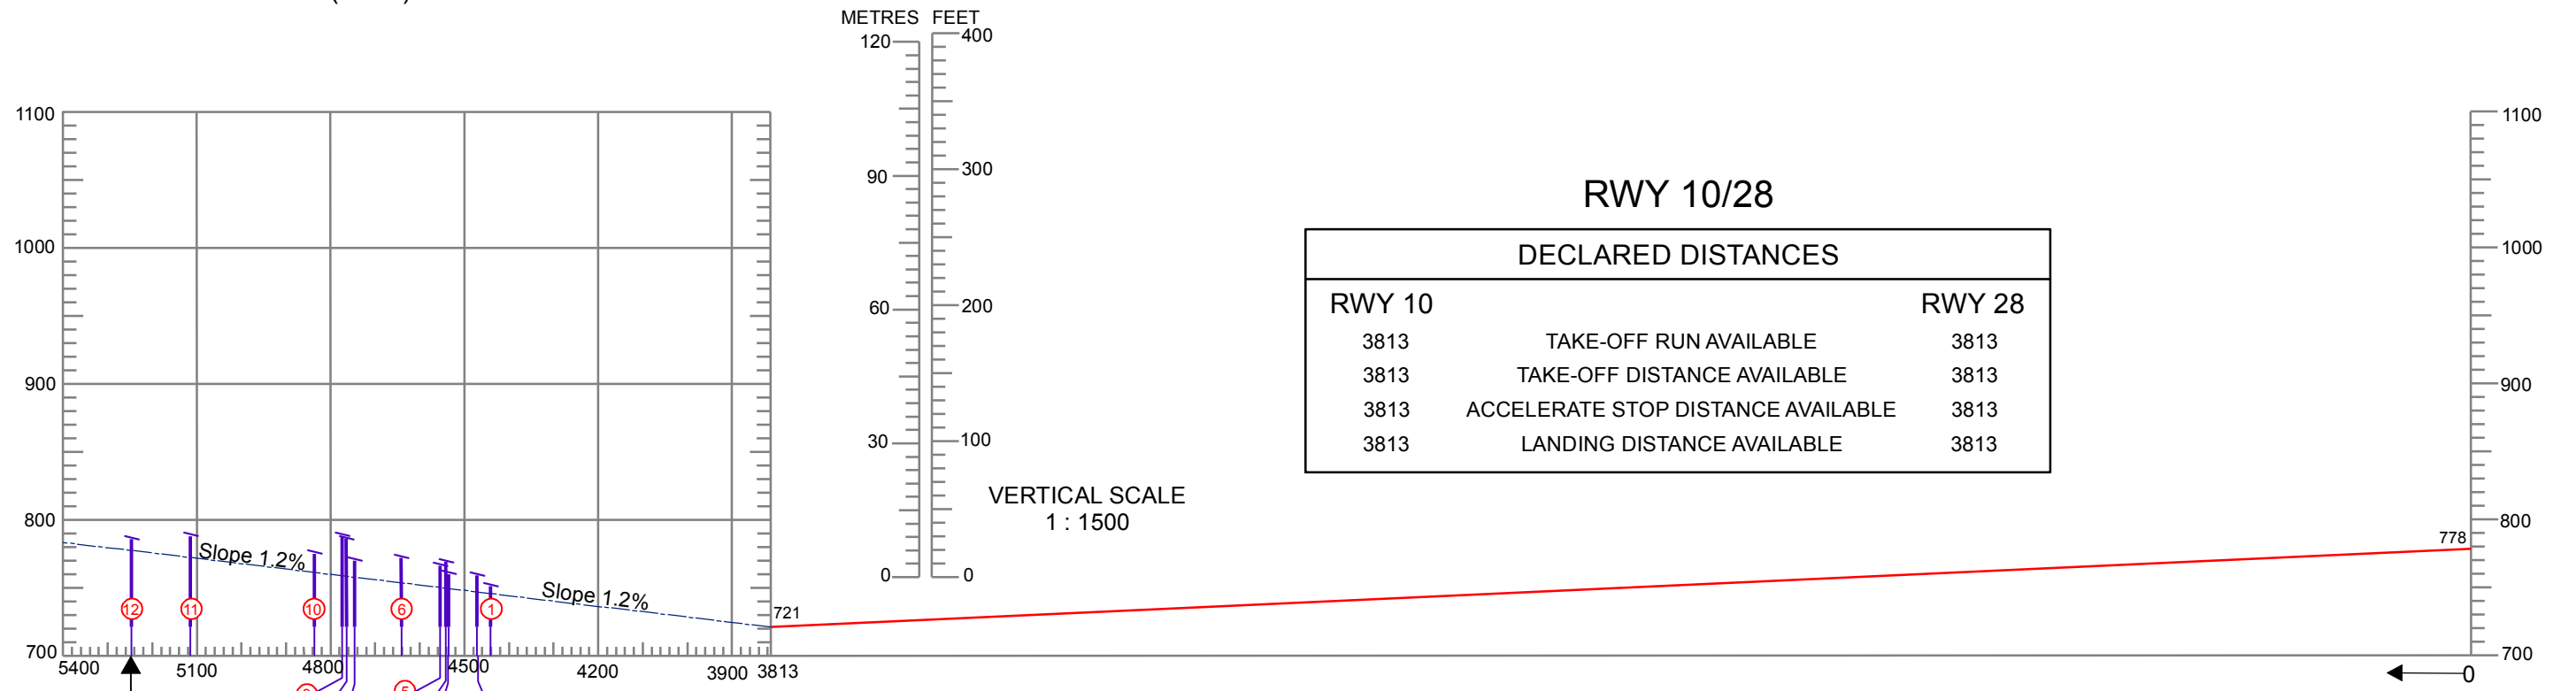 METRES FEET
120 400
90 300
60 200
30 100
0 0
VERTICAL SCALE
1 : 1500
1100
1000
900
800
700
Slope 1.2%
Slope 1.2%
12 11 10 6 1
5
5400 5100 4800 4500 4200 3900 3813
721
RWY 10/28
DECLARED DISTANCES
RWY 10 RWY 28
3813 TAKE-OFF RUN AVAILABLE 3813
3813 TAKE-OFF DISTANCE AVAILABLE 3813
3813 ACCELERATE STOP DISTANCE AVAILABLE 3813
3813 LANDING DISTANCE AVAILABLE 3813
778
1100
1000
900
800
700
0